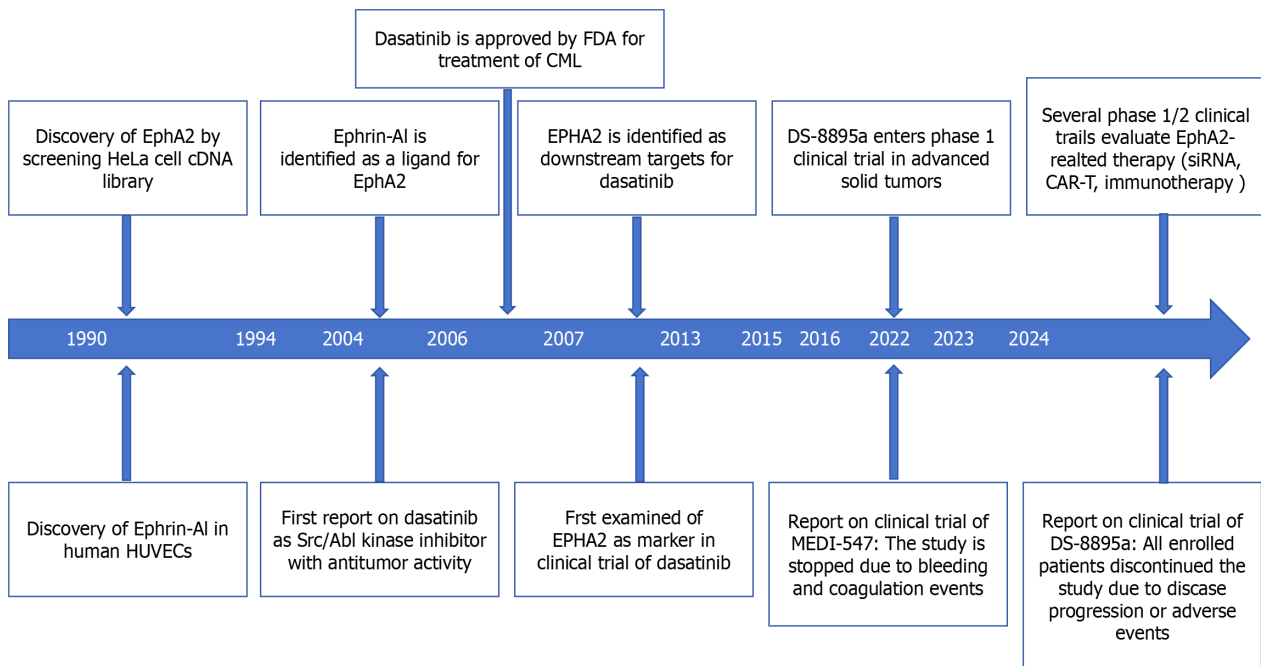 Dasatinib is approved by FDA for
treatment of CML
Discovery of EphA2 by
screening HeLa cell cDNA
library
Ephrin-Al is
identified as a ligand for
EphA2
EPHA2 is identified as
downstream targets for
dasatinib
DS-8895a enters phase 1
clinical trial in advanced
solid tumors
Several phase 1/2 clinical
trails evaluate EphA2-
realted therapy (siRNA,
CAR-T, immunotherapy )
1990 1994 2004 2006 2007 2013 2015 2016 2022 2023 2024
Discovery of Ephrin-Al in
human HUVECs
First report on dasatinib
as Src/Abl kinase inhibitor
with antitumor activity
Frst examined of
EPHA2 as marker in
clinical trial of dasatinib
Report on clinical trial of
MEDI-547: The study is
stopped due to bleeding
and coagulation events
Report on clinical trial of
DS-8895a: All enrolled
patients discontinued the
study due to discase
progression or adverse
events